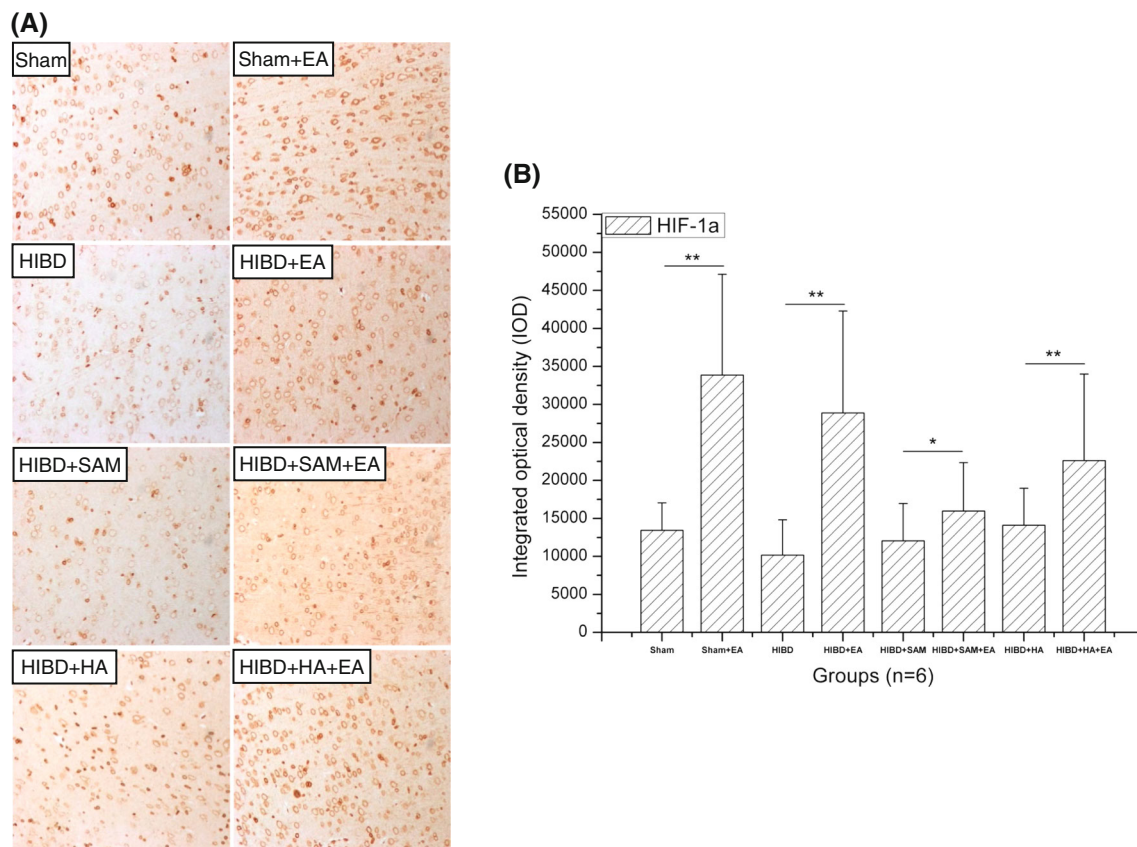 (A)
Sham
Sham+EA
HIBD
HIBD+EA
HIBD+SAM
HIBD+SAM+EA
HIBD+HA
HIBD+HA+EA
(B)
55000
50000
45000
40000
35000
30000
25000
20000
15000
10000
5000
0
Integrated optical density (IOD)
HIF-1a
**
**
*
**
Sham
Sham+EA
HIBD
HIBD+EA
HIBD+SAM
HIBD+SAM+EA
HIBD+HA
HIBD+HA+EA
Groups (n=6)